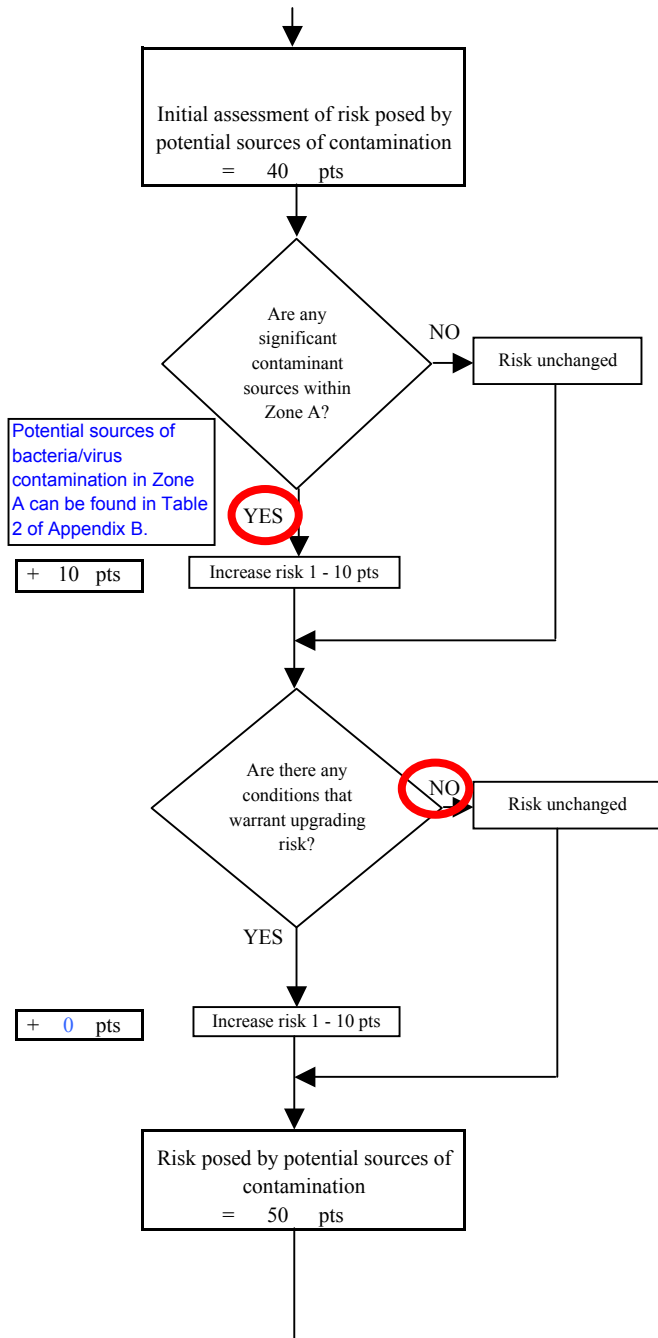 Initial assessment of risk posed by
potential sources of contamination
= 40 pts
Are any
significant
contaminant
sources within
Zone A?
NO
Risk unchanged
Potential sources of
bacteria/virus
contamination in Zone
A can be found in Table
2 of Appendix B.
YES
+ 10 pts
Increase risk 1 - 10 pts
Are there any
conditions that
warrant upgrading
risk?
NO
Risk unchanged
YES
+ 0 pts
Increase risk 1 - 10 pts
Risk posed by potential sources of
contamination
= 50 pts